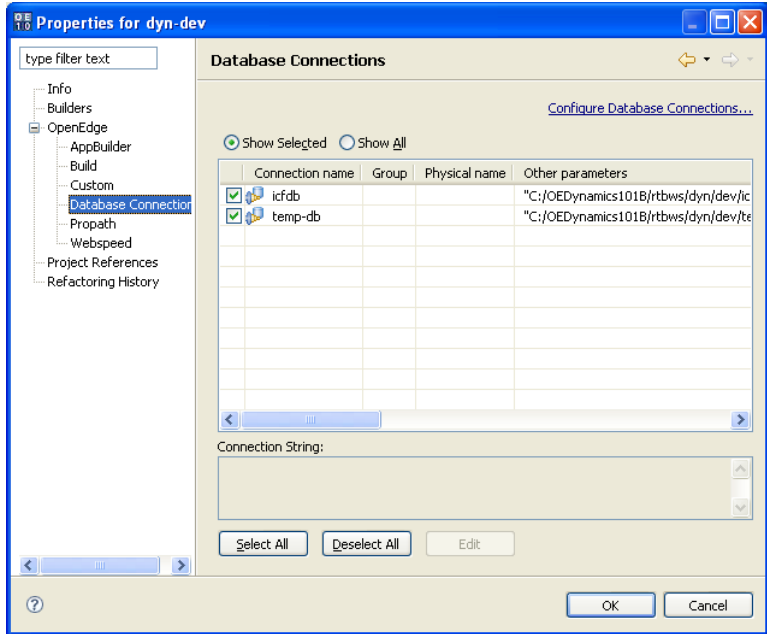 OE 10 Properties for dyn-dev
type filter text
Database Connections
Info
Builders
OpenEdge
AppBuilder
Build
Custom
Database Connection
Propath
Webspeed
Project References
Refactoring History
Configure Database Connections...
Show Selected Show All
Connection name Group Physical name Other parameters
icfdb "C:/OEDynamics101B/rtbws/dyn/dev/ic
temp-db "C:/OEDynamics101B/rtbws/dyn/dev/te
Connection String:
Select All Deselect All Edit
? OK Cancel